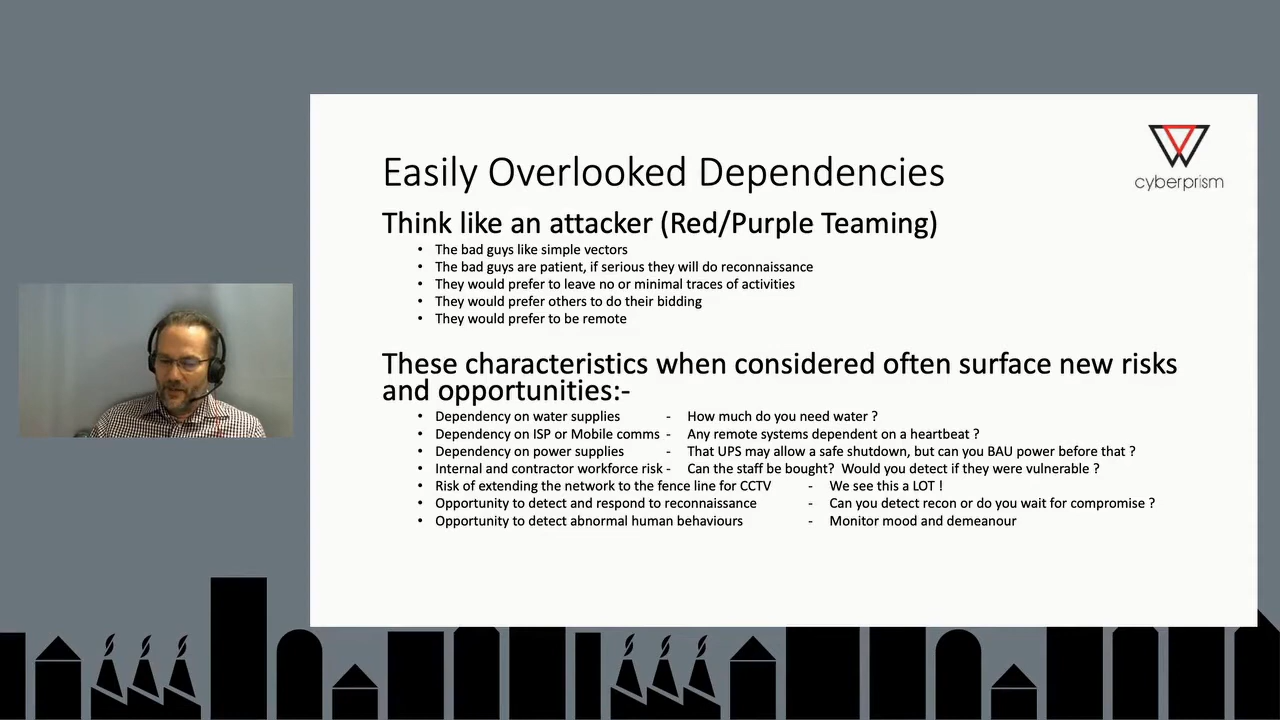 cyberprism
Easily Overlooked Dependencies
Think like an attacker (Red/Purple Teaming)
• The bad guys like simple vectors
• The bad guys are patient, if serious they will do reconnaissance
• They would prefer to leave no or minimal traces of activities
• They would prefer others to do their bidding
• They would prefer to be remote
These characteristics when considered often surface new risks
and opportunities:-
• Dependency on water supplies - How much do you need water ?
• Dependency on ISP or Mobile comms - Any remote systems dependent on a heartbeat ?
• Dependency on power supplies - That UPS may allow a safe shutdown, but can you BAU power before that ?
• Internal and contractor workforce risk - Can the staff be bought? Would you detect if they were vulnerable ?
• Risk of extending the network to the fence line for CCTV - We see this a LOT !
• Opportunity to detect and respond to reconnaissance - Can you detect recon or do you wait for compromise ?
• Opportunity to detect abnormal human behaviours - Monitor mood and demeanour